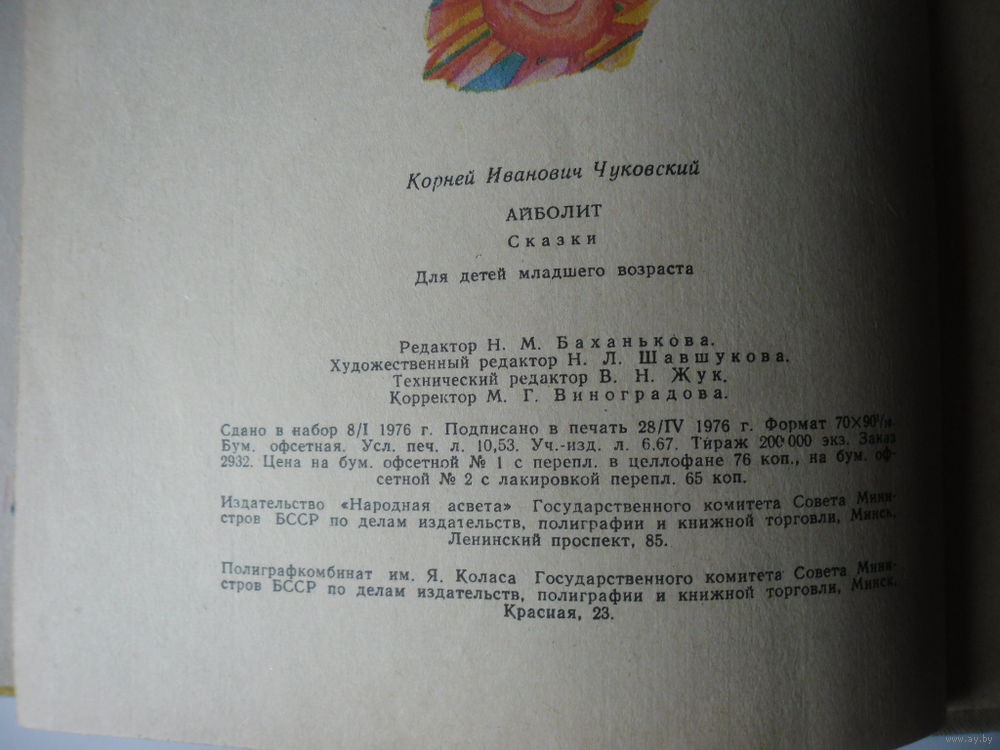 Корней Иванович Чуковский
АЙБОЛИТ
Сказки
Для детей младшего возраста
Редактор Н. М. Баханькова.
Художественный редактор Н. Л. Шавшукова.
Технический редактор В. Н. Жук.
Корректор М. Г. Виноградова.
Сдано в набор 8/I 1976 г. Подписано в печать 28/IV 1976 г. Формат 70×90¹/
Бум. офсетная. Усл. печ. л. 10,53. Уч.-изд. л. 6.67. Тираж 200 000 экз. Заказ
2932. Цена на бум. офсетной № 1 с перепл. в целлофане 76 коп., на бум. оф-
сетной № 2 с лакировкой перепл. 65 коп.
Издательство «Народная асвета» Государственного комитета Совета Мини-
стров БССР по делам издательств, полиграфии и книжной торговли, Минск,
Ленинский проспект, 85.
Полиграфкомбинат им. Я. Коласа Государственного комитета Совета Мини-
стров БССР по делам издательств, полиграфии и книжной торговли, Минск,
Красная, 23.
www.ay.by